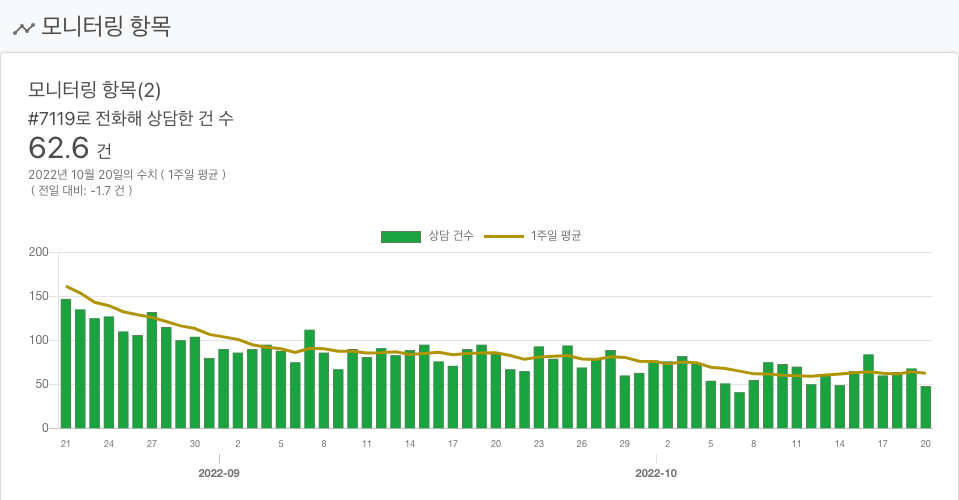 모니터링 항목
모니터링 항목(2)
#7119로 전화해 상담한 건 수
62.6 건
2022년 10월 20일의 수치 ( 1주일 평균 )
( 전일 대비: -1.7 건 )
상담 건수 1주일 평균
200
150
100
50
0
21 24 27 30 2 5 8 11 14 17 20 23 26 29 2 5 8 11 14 17 20
2022-09 2022-10